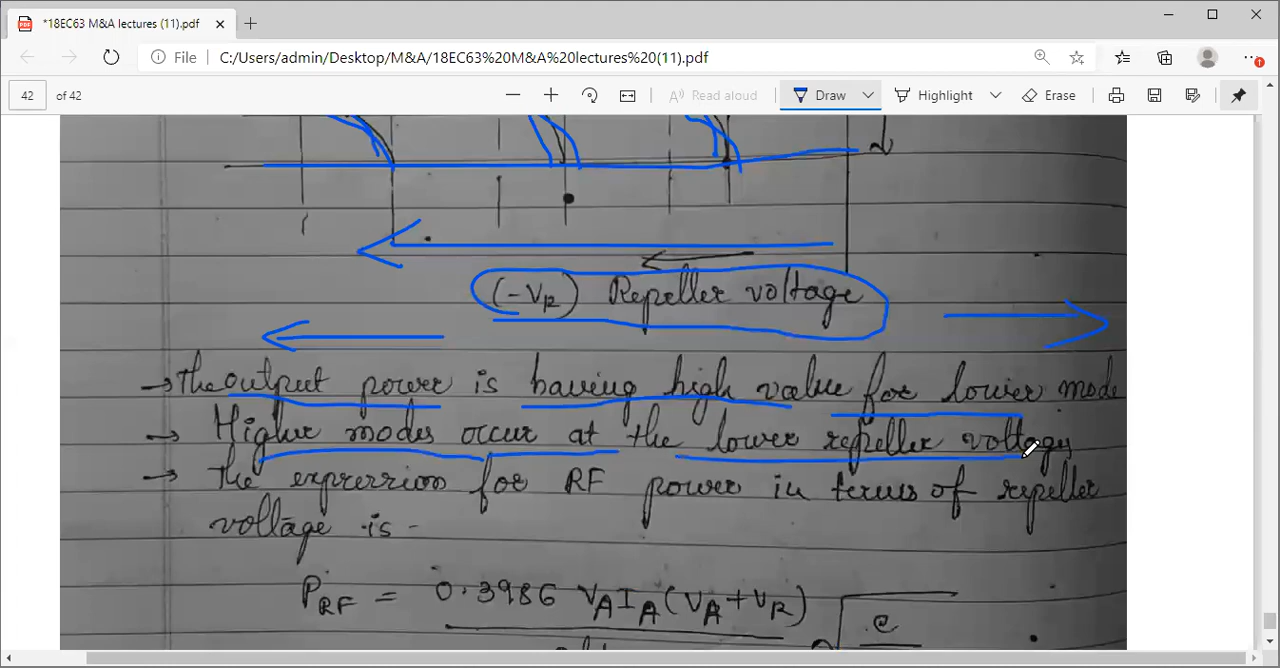 *18EC63 M&A lectures (11).pdf
File C:/Users/admin/Desktop/M&A/18EC63%20M&A%20lectures%20(11).pdf
42 of 42 Read aloud Draw Highlight Erase
(-VR) Repeller voltage
→ The output power is having high value for lower mode
→ Higher modes occur at the lower repeller voltages
→ The expression for RF power in terms of repeller
voltage is -
PRF = 0.3986 VAIA(VA+VR)
e